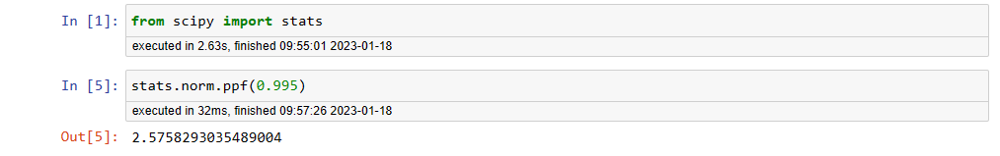 In [1]: from scipy import stats
executed in 2.63s, finished 09:55:01 2023-01-18
In [5]: stats.norm.ppf(0.995)
executed in 32ms, finished 09:57:26 2023-01-18
Out[5]: 2.5758293035489004